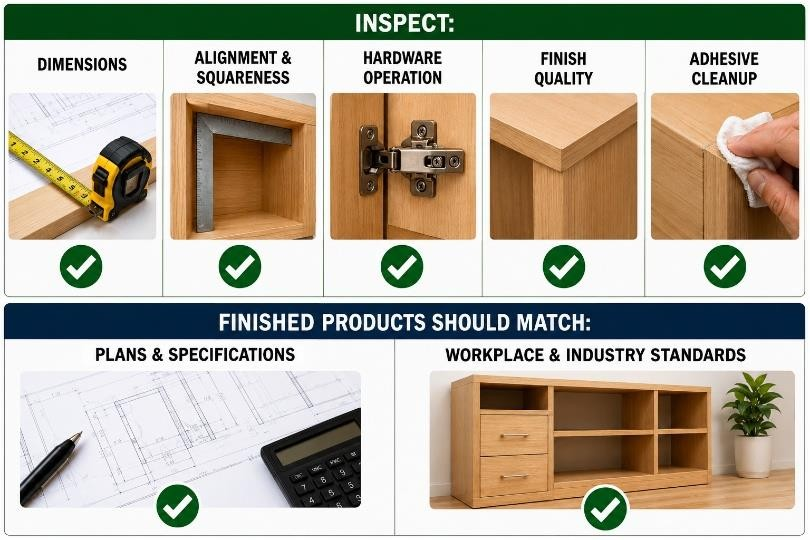 INSPECT:
DIMENSIONS
ALIGNMENT &
SQUARENESS
HARDWARE
OPERATION
FINISH
QUALITY
ADHESIVE
CLEANUP
FINISHED PRODUCTS SHOULD MATCH:
PLANS & SPECIFICATIONS
WORKPLACE & INDUSTRY STANDARDS